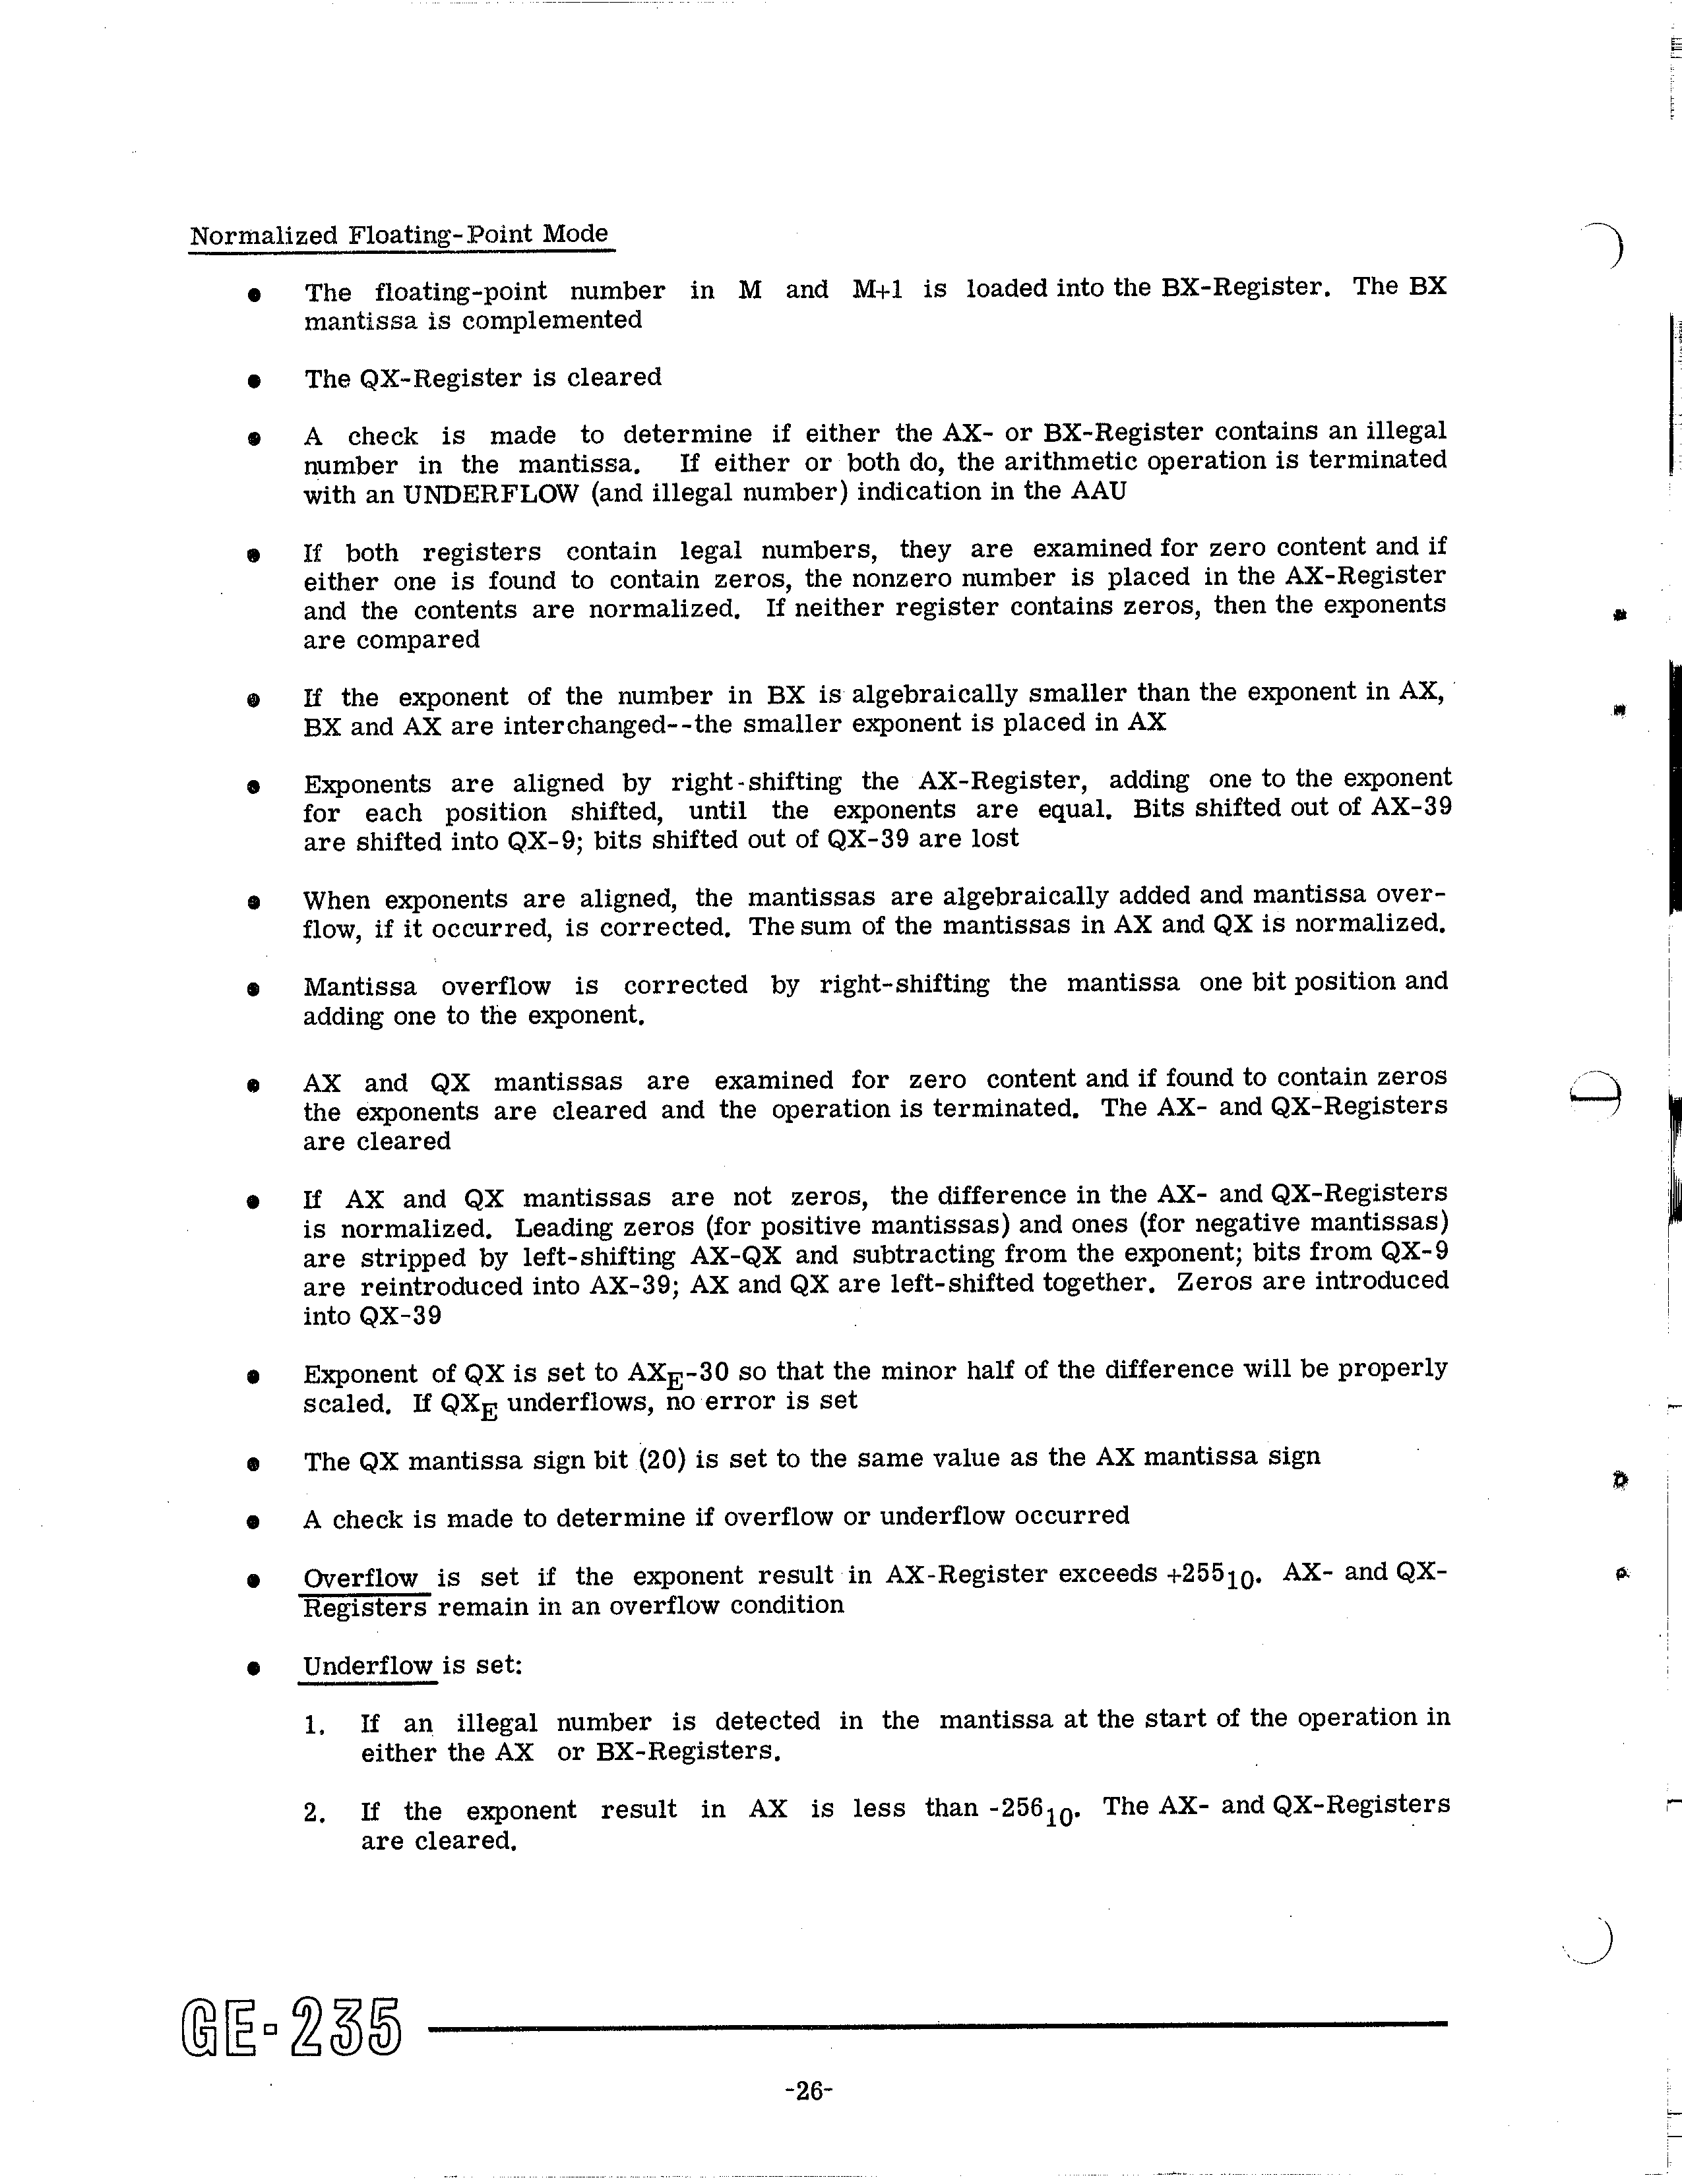 Normalized Floating-Point Mode
● The floating-point number in M and M+1 is loaded into the BX-Register. The BX
mantissa is complemented
● The QX-Register is cleared
● A check is made to determine if either the AX- or BX-Register contains an illegal
number in the mantissa. If either or both do, the arithmetic operation is terminated
with an UNDERFLOW (and illegal number) indication in the AAU
● If both registers contain legal numbers, they are examined for zero content and if
either one is found to contain zeros, the nonzero number is placed in the AX-Register
and the contents are normalized. If neither register contains zeros, then the exponents
are compared
● If the exponent of the number in BX is algebraically smaller than the exponent in AX,
BX and AX are interchanged--the smaller exponent is placed in AX
● Exponents are aligned by right-shifting the AX-Register, adding one to the exponent
for each position shifted, until the exponents are equal. Bits shifted out of AX-39
are shifted into QX-9; bits shifted out of QX-39 are lost
● When exponents are aligned, the mantissas are algebraically added and mantissa over-
flow, if it occurred, is corrected. The sum of the mantissas in AX and QX is normalized.
● Mantissa overflow is corrected by right-shifting the mantissa one bit position and
adding one to the exponent.
● AX and QX mantissas are examined for zero content and if found to contain zeros
the exponents are cleared and the operation is terminated. The AX- and QX-Registers
are cleared
● If AX and QX mantissas are not zeros, the difference in the AX- and QX-Registers
is normalized. Leading zeros (for positive mantissas) and ones (for negative mantissas)
are stripped by left-shifting AX-QX and subtracting from the exponent; bits from QX-9
are reintroduced into AX-39; AX and QX are left-shifted together. Zeros are introduced
into QX-39
● Exponent of QX is set to AXE-30 so that the minor half of the difference will be properly
scaled. If QXE underflows, no error is set
● The QX mantissa sign bit (20) is set to the same value as the AX mantissa sign
● A check is made to determine if overflow or underflow occurred
● Overflow is set if the exponent result in AX-Register exceeds +25510. AX- and QX-
Registers remain in an overflow condition
● Underflow is set:
1. If an illegal number is detected in the mantissa at the start of the operation in
either the AX or BX-Registers.
2. If the exponent result in AX is less than -25610. The AX- and QX-Registers
are cleared.
GE-235
-26-